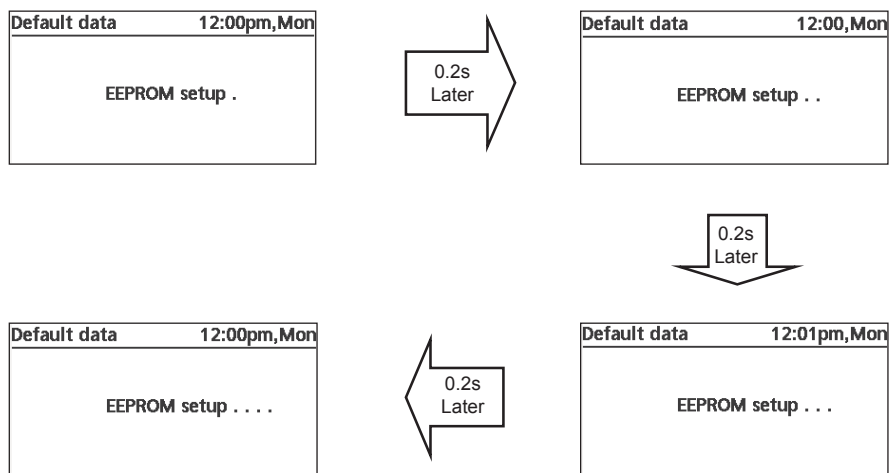 Default data 12:00pm,Mon
EEPROM setup .
0.2s
Later
Default data 12:00,Mon
EEPROM setup . .
0.2s
Later
Default data 12:01pm,Mon
EEPROM setup . . .
0.2s
Later
Default data 12:00pm,Mon
EEPROM setup . . . .